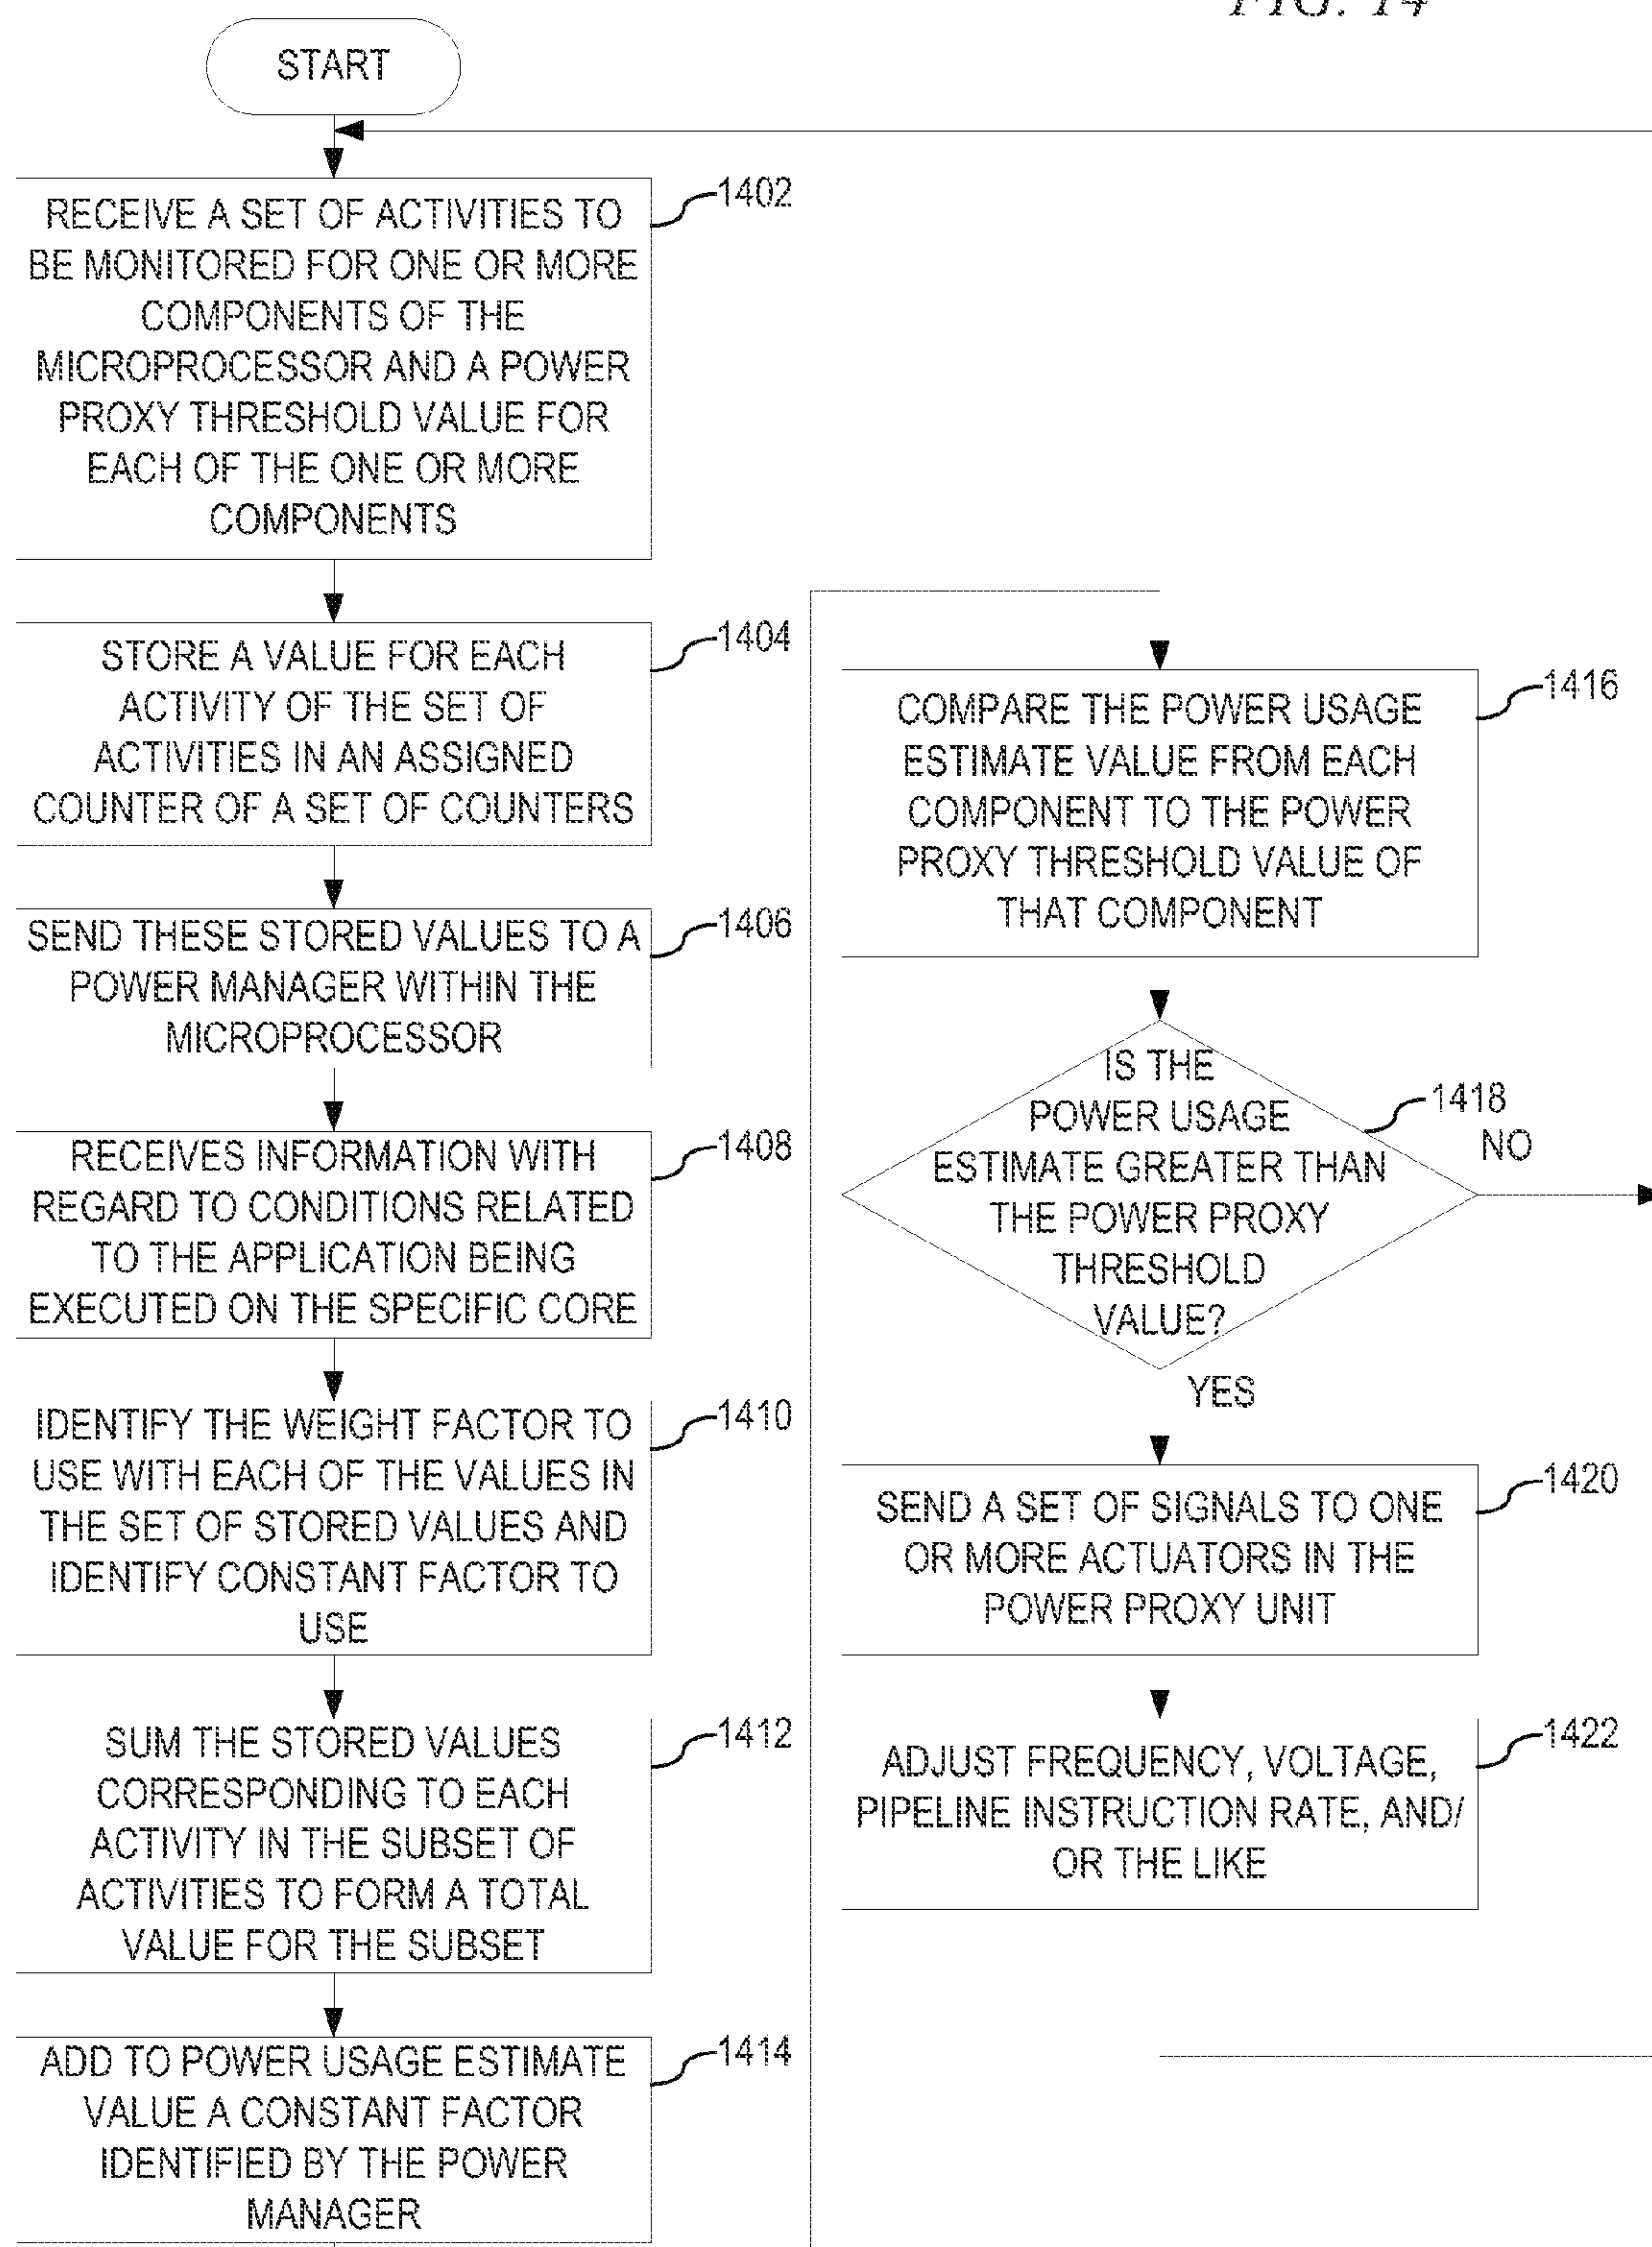 FIG. 14
START
RECEIVE A SET OF ACTIVITIES TO
BE MONITORED FOR ONE OR MORE
COMPONENTS OF THE
MICROPROCESSOR AND A POWER
PROXY THRESHOLD VALUE FOR
EACH OF THE ONE OR MORE
COMPONENTS
1402
STORE A VALUE FOR EACH
ACTIVITY OF THE SET OF
ACTIVITIES IN AN ASSIGNED
COUNTER OF A SET OF COUNTERS
1404
SEND THESE STORED VALUES TO A
POWER MANAGER WITHIN THE
MICROPROCESSOR
1406
RECEIVES INFORMATION WITH
REGARD TO CONDITIONS RELATED
TO THE APPLICATION BEING
EXECUTED ON THE SPECIFIC CORE
1408
IDENTIFY THE WEIGHT FACTOR TO
USE WITH EACH OF THE VALUES IN
THE SET OF STORED VALUES AND
IDENTIFY CONSTANT FACTOR TO
USE
1410
SUM THE STORED VALUES
CORRESPONDING TO EACH
ACTIVITY IN THE SUBSET OF
ACTIVITIES TO FORM A TOTAL
VALUE FOR THE SUBSET
1412
ADD TO POWER USAGE ESTIMATE
VALUE A CONSTANT FACTOR
IDENTIFIED BY THE POWER
MANAGER
1414
COMPARE THE POWER USAGE
ESTIMATE VALUE FROM EACH
COMPONENT TO THE POWER
PROXY THRESHOLD VALUE OF
THAT COMPONENT
1416
IS THE
POWER USAGE
ESTIMATE GREATER THAN
THE POWER PROXY
THRESHOLD
VALUE?
1418
NO
YES
SEND A SET OF SIGNALS TO ONE
OR MORE ACTUATORS IN THE
POWER PROXY UNIT
1420
ADJUST FREQUENCY, VOLTAGE,
PIPELINE INSTRUCTION RATE, AND/
OR THE LIKE
1422